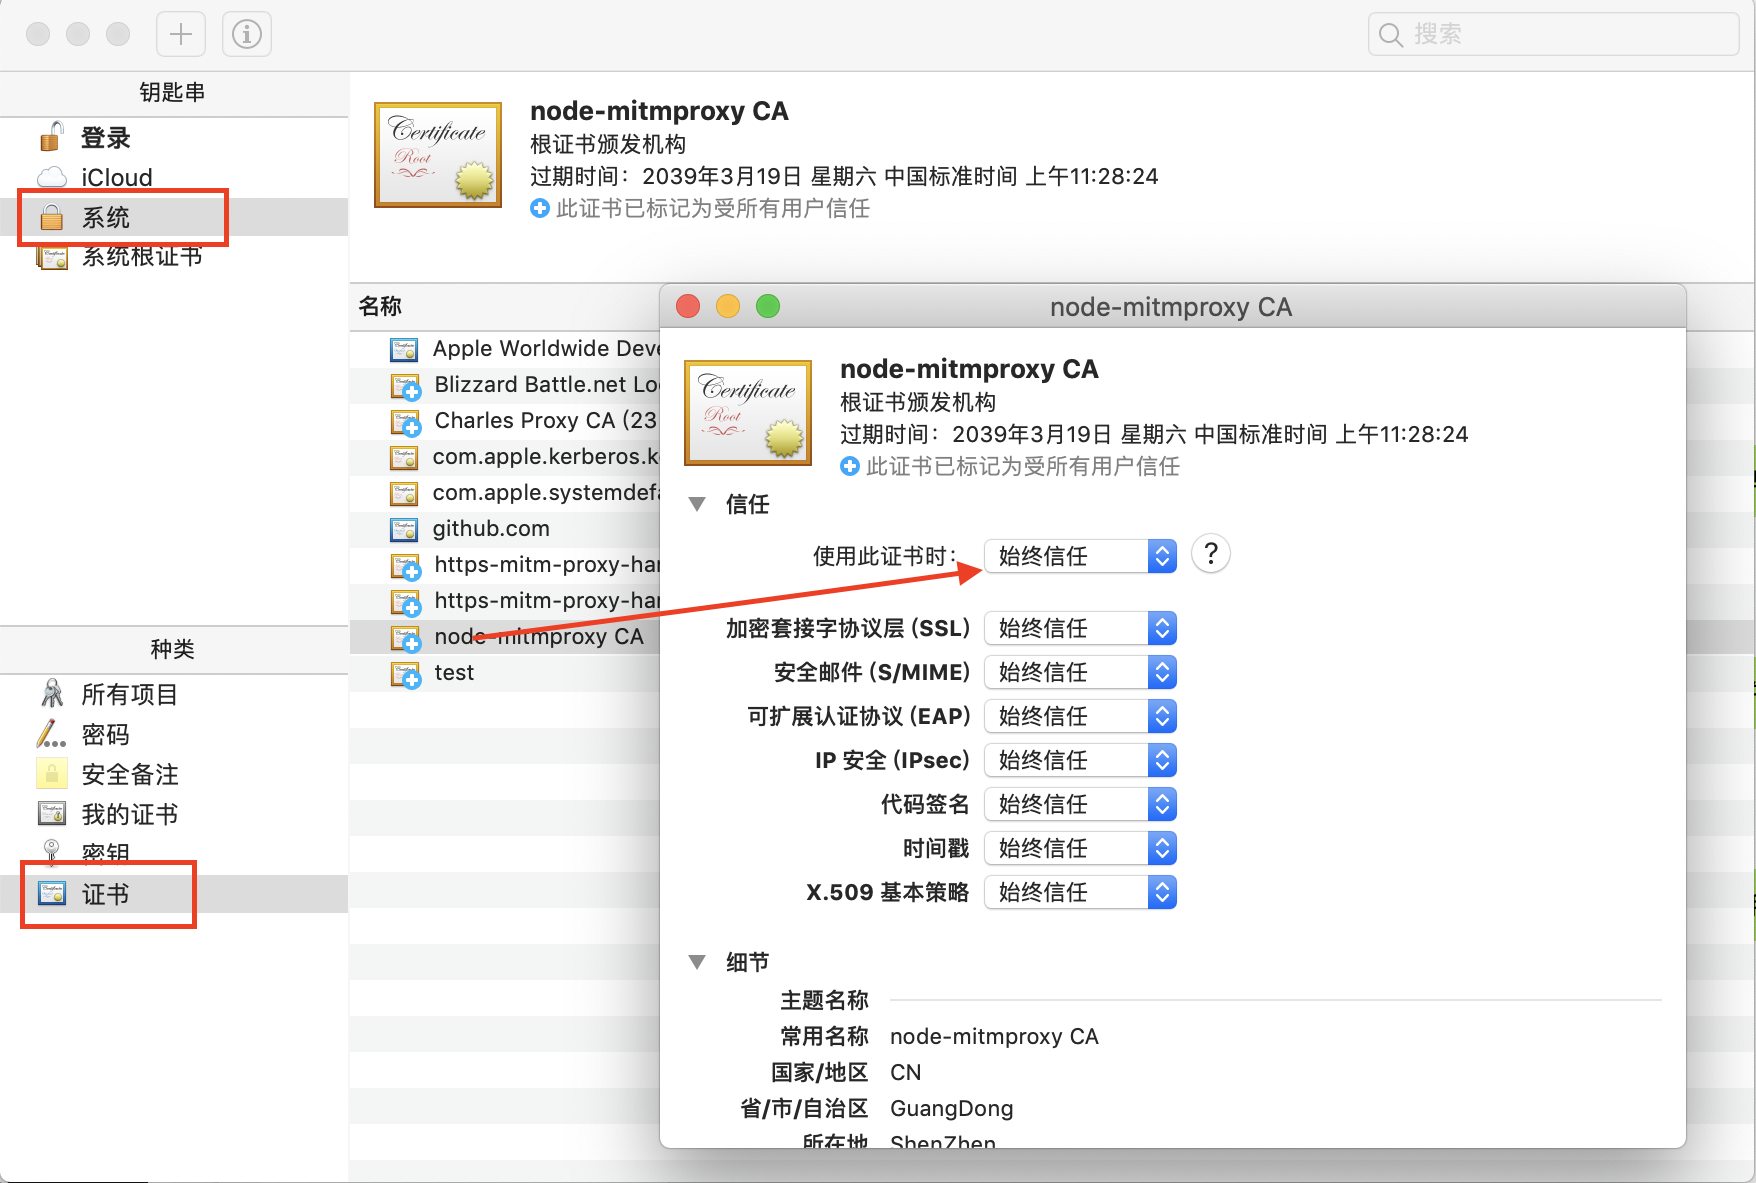 搜索
钥匙串
登录
iCloud
系统
系统根证书
种类
所有项目
密码
安全备注
我的证书
密钥
证书
Certificate
Root
node-mitmproxy CA
根证书颁发机构
过期时间：2039年3月19日 星期六 中国标准时间 上午11:28:24
此证书已标记为受所有用户信任
名称
Apple Worldwide Deve
Blizzard Battle.net Lo
Charles Proxy CA (23
com.apple.kerberos.k
com.apple.systemdefa
github.com
https-mitm-proxy-har
https-mitm-proxy-har
node-mitmproxy CA
test
node-mitmproxy CA
Certificate
Root
node-mitmproxy CA
根证书颁发机构
过期时间：2039年3月19日 星期六 中国标准时间 上午11:28:24
此证书已标记为受所有用户信任
信任
使用此证书时： 始终信任 ?
加密套接字协议层 (SSL) 始终信任
安全邮件 (S/MIME) 始终信任
可扩展认证协议 (EAP) 始终信任
IP 安全 (IPsec) 始终信任
代码签名 始终信任
时间戳 始终信任
X.509 基本策略 始终信任
细节
主题名称
常用名称 node-mitmproxy CA
国家/地区 CN
省/市/自治区 GuangDong
所在地 ShenZhen